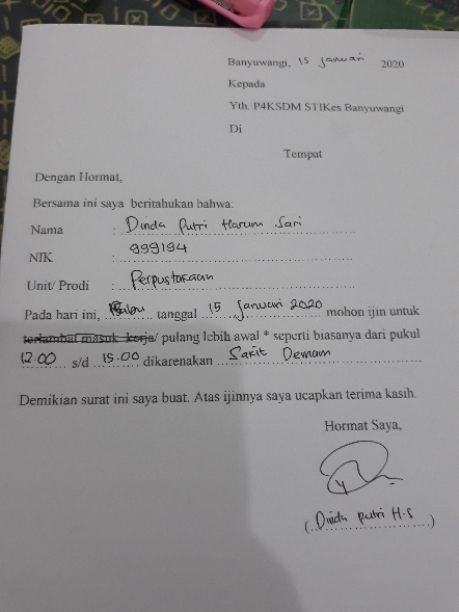 Banyuwangi, 15 Januari 2020
Kepada
Yth. P4KSDM STIKes Banyuwangi
Di
Tempat
Dengan Hormat,
Bersama ini saya beritahukan bahwa:
Nama : Dinda Putri Harum Sari
NIK : 999194
Unit/ Prodi : Perpustakaan
Pada hari ini, Rabu tanggal 15 Januari 2020 mohon ijin untuk
terlambat masuk kerja/ pulang lebih awal * seperti biasanya dari pukul
12.00 s/d 15.00 dikarenakan Sakit Demam
Demikian surat ini saya buat. Atas ijinnya saya ucapkan terima kasih.
Hormat Saya,
(Dinda putri H.S)